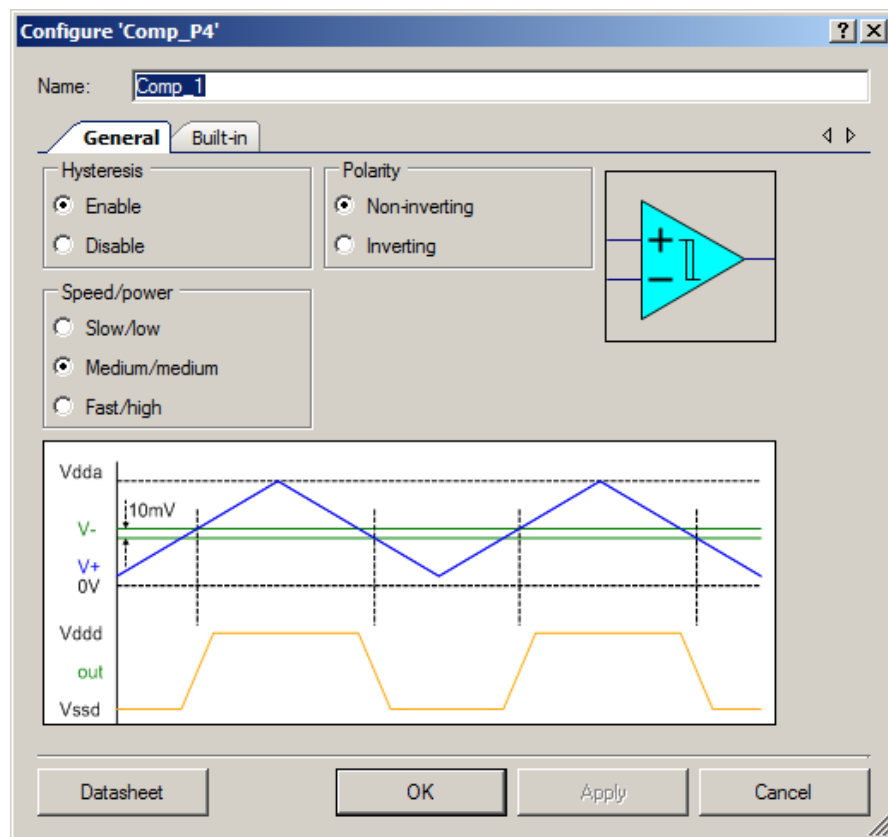 Configure 'Comp_P4'
Name: Comp_1
General Built-in
Hysteresis
Enable
Disable
Polarity
Non-inverting
Inverting
+
−
Speed/power
Slow/low
Medium/medium
Fast/high
Vdda
10mV
V-
V+
0V
Vddd
out
Vssd
Datasheet OK Apply Cancel